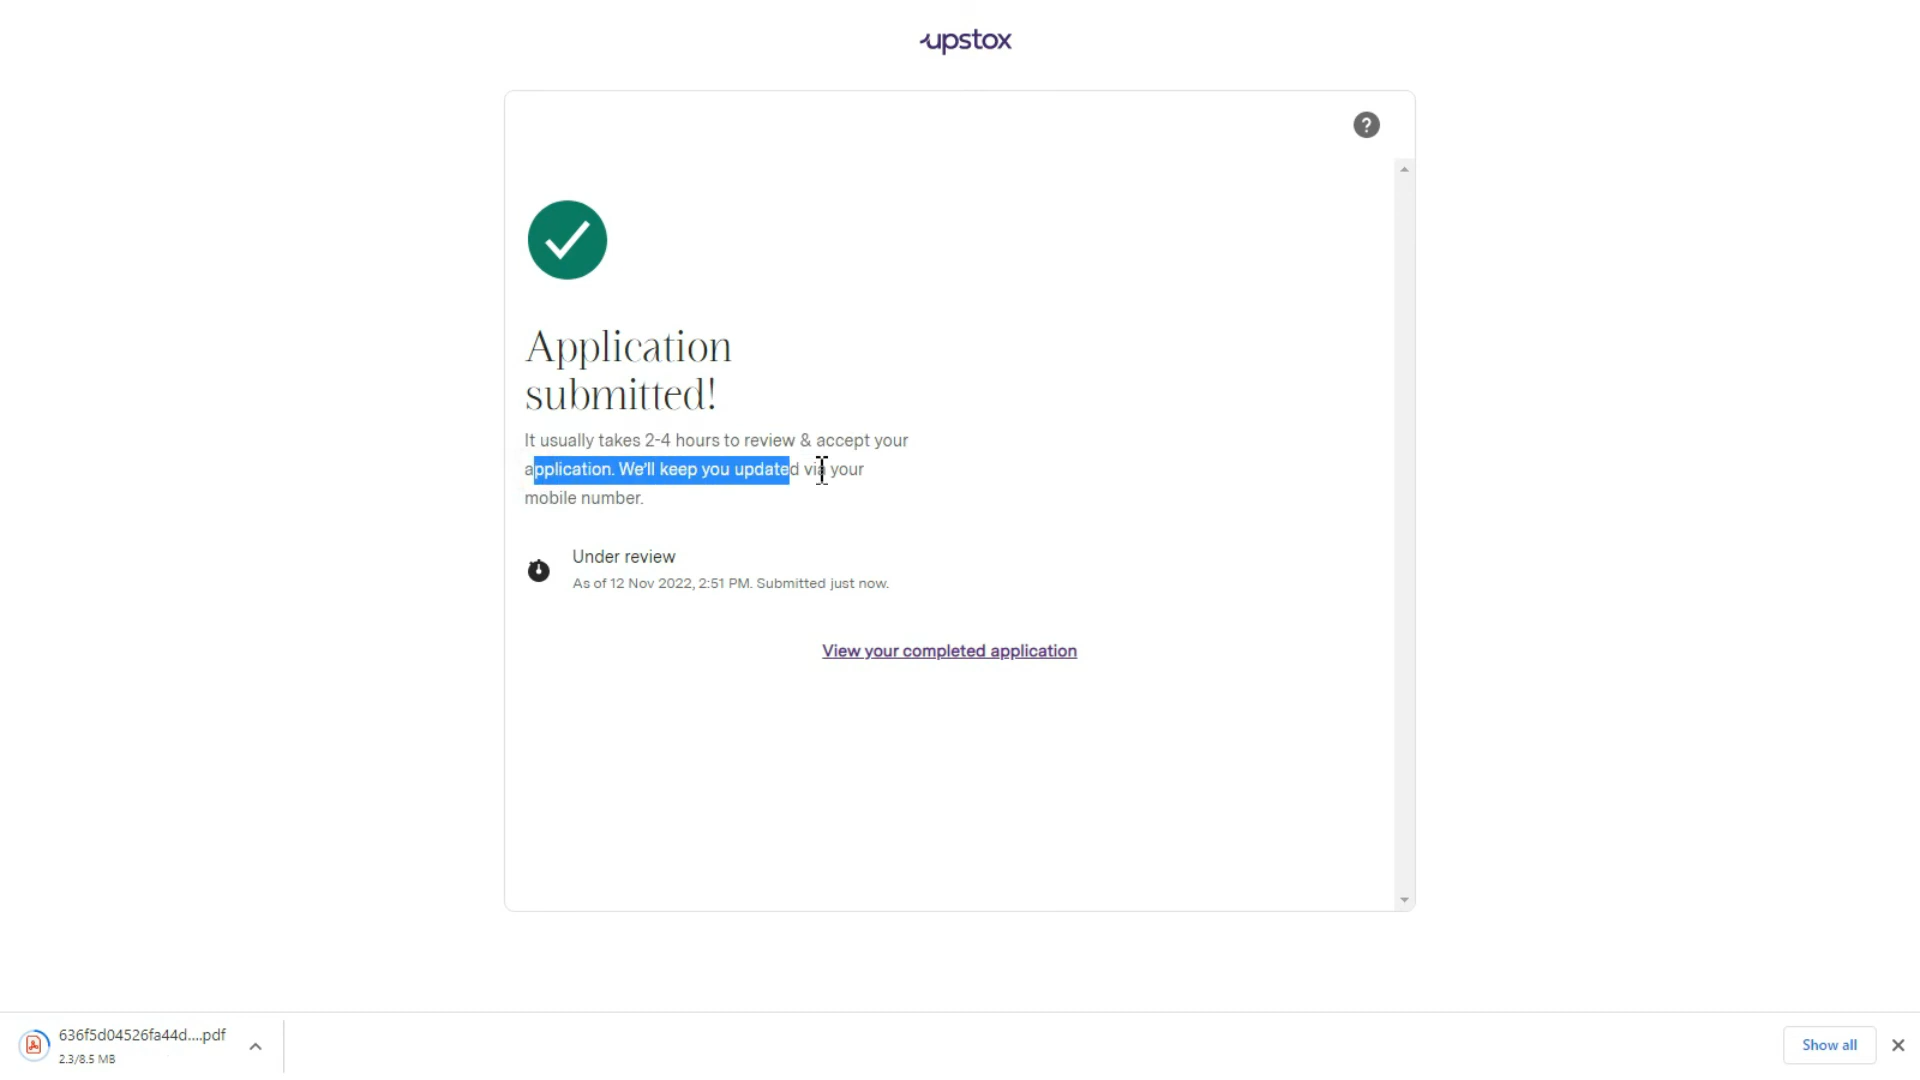 upstox
?
Application
submitted!
It usually takes 2-4 hours to review & accept your
application. We'll keep you updated via your
mobile number.
Under review
As of 12 Nov 2022, 2:51 PM. Submitted just now.
View your completed application
636f5d04526fa44d....pdf
2.3/8.5 MB
Show all